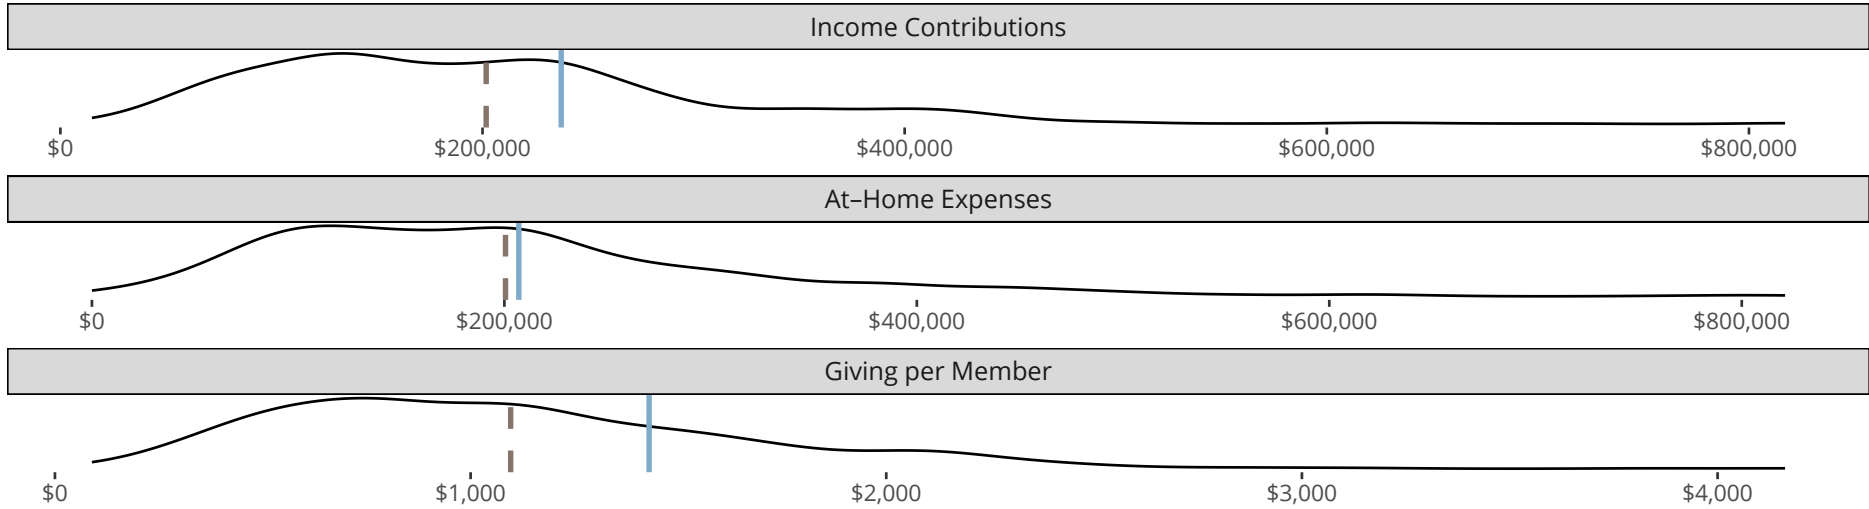 Income Contributions
$0 $200,000 $400,000 $600,000 $800,000
At–Home Expenses
$0 $200,000 $400,000 $600,000 $800,000
Giving per Member
$0 $1,000 $2,000 $3,000 $4,000